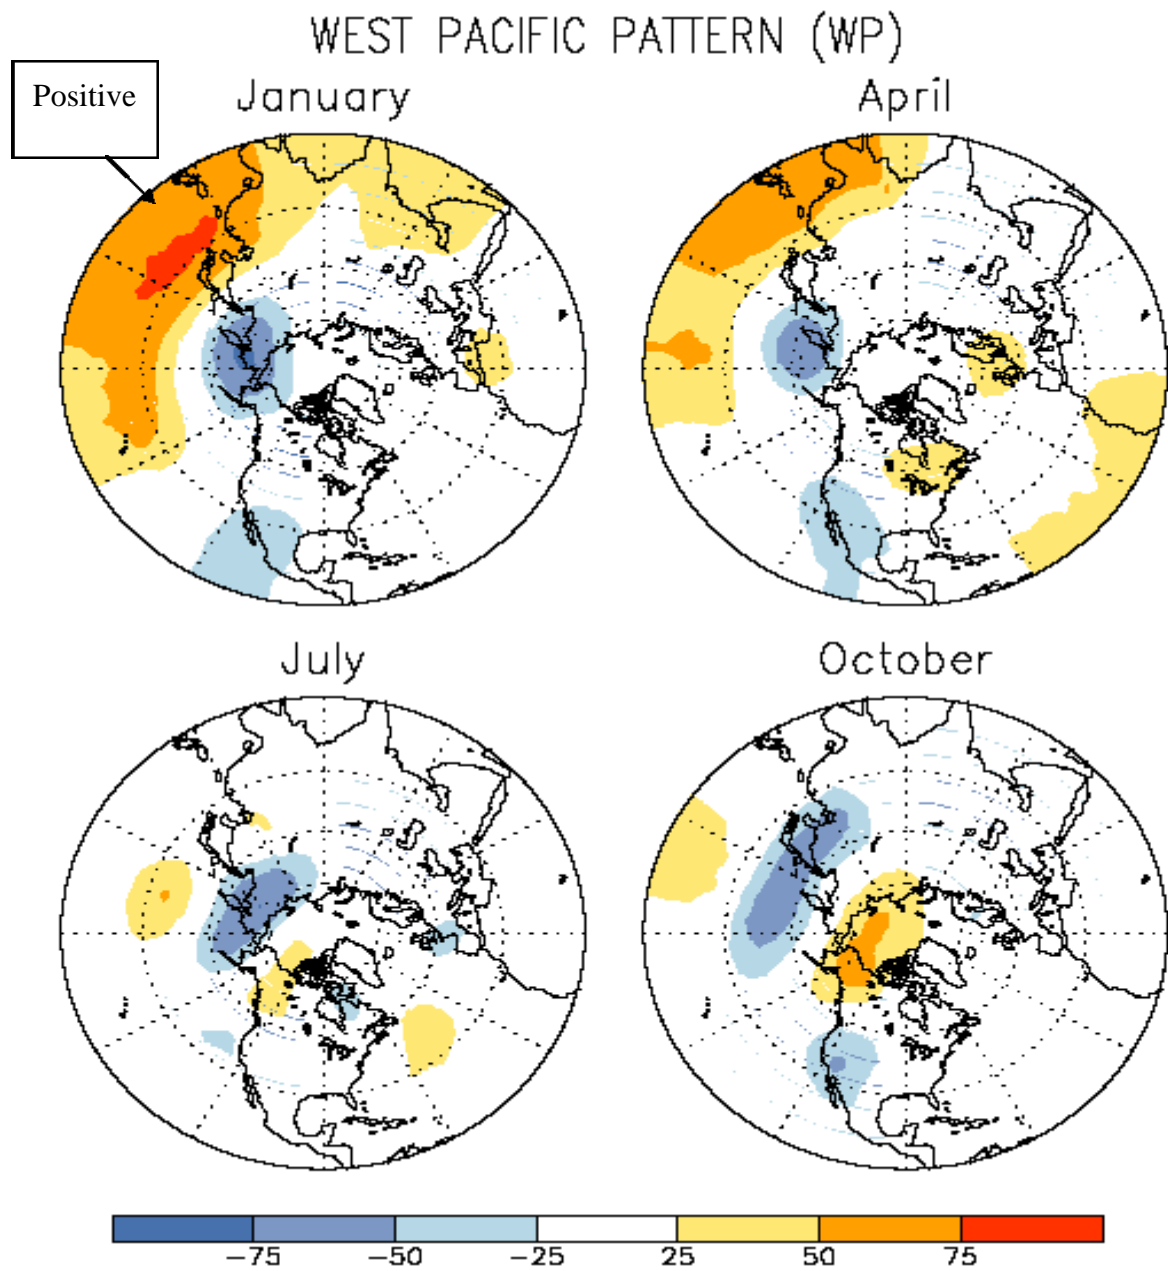 WEST PACIFIC PATTERN (WP)
Positive
January
April
July
October
-75 -50 -25 25 50 75